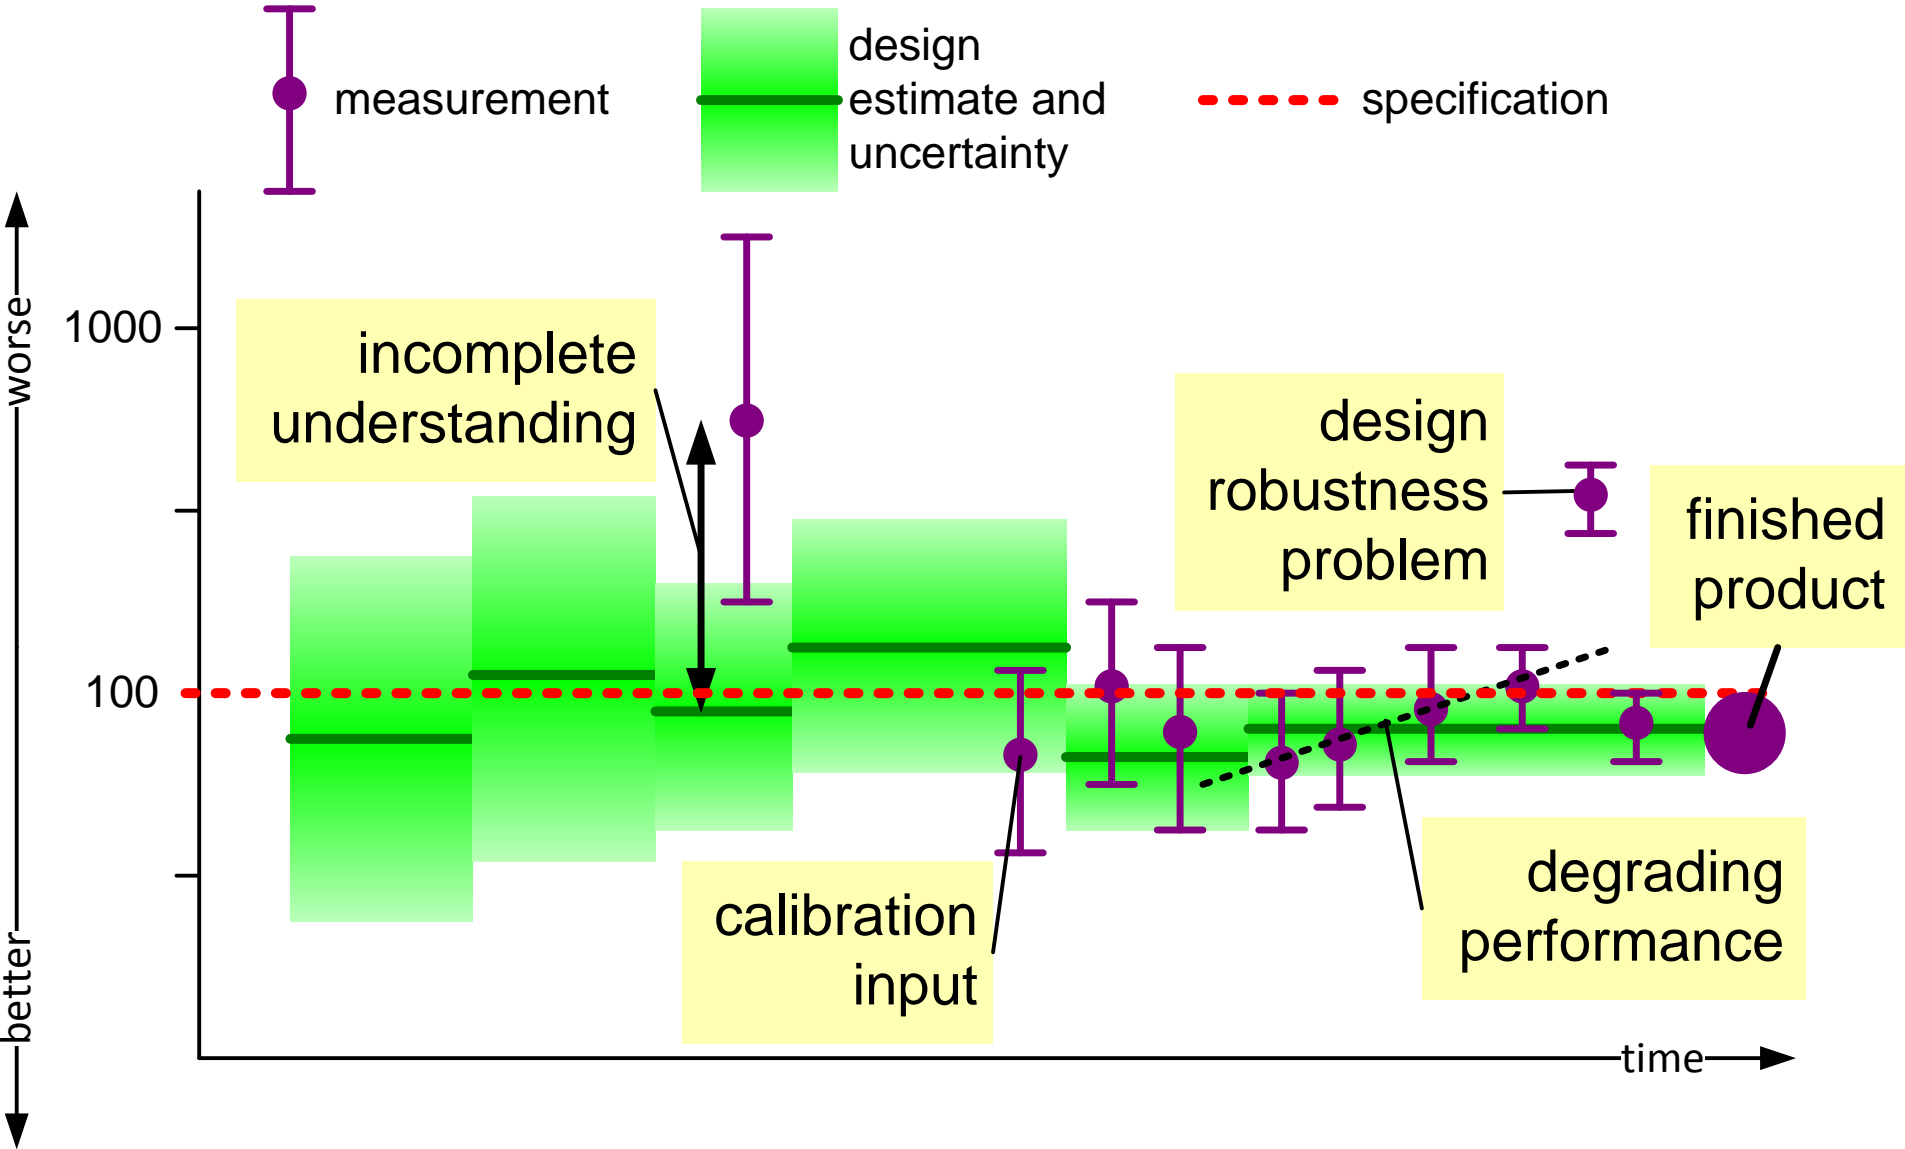 measurement
design
estimate and
uncertainty
specification
worse
better
1000
100
incomplete
understanding
design
robustness
problem
finished
product
calibration
input
degrading
performance
time